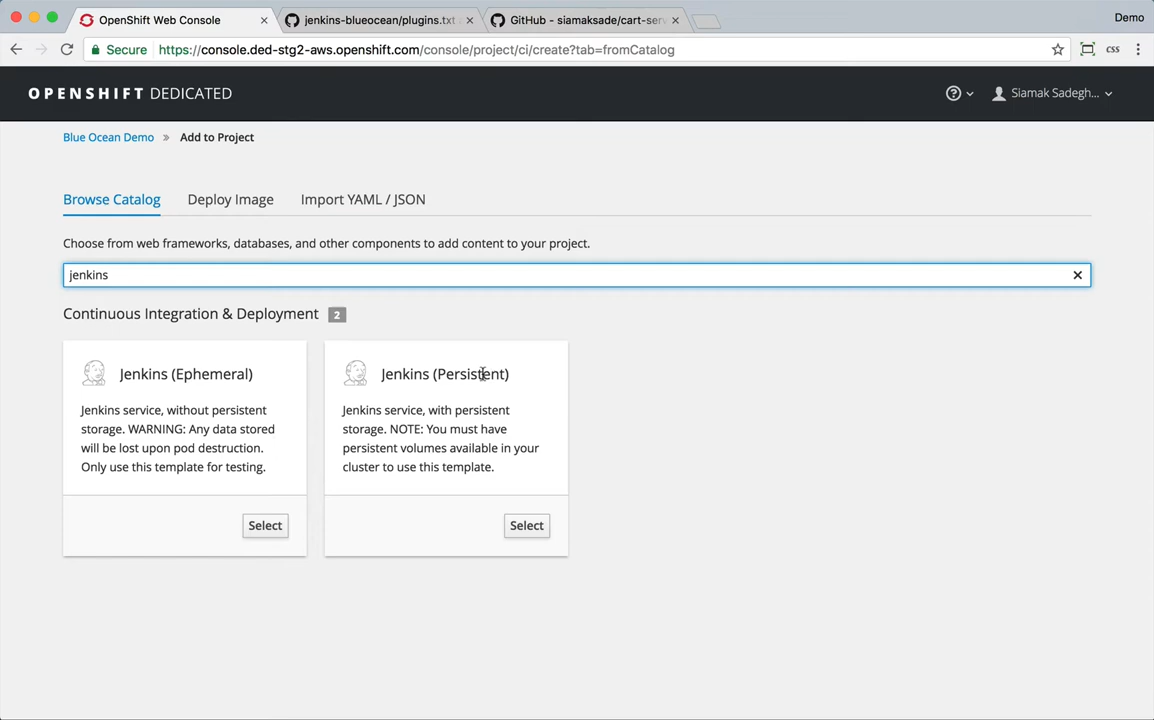 OpenShift Web Console
jenkins-blueocean/plugins.txt
GitHub - siamaksade/cart-serv
Demo
Secure
https://console.ded-stg2-aws.openshift.com/console/project/ci/create?tab=fromCatalog
css
OPENSHIFT DEDICATED
Siamak Sadegh...
Blue Ocean Demo » Add to Project
Browse Catalog
Deploy Image
Import YAML / JSON
Choose from web frameworks, databases, and other components to add content to your project.
jenkins
Continuous Integration & Deployment 2
Jenkins (Ephemeral)
Jenkins service, without persistent
storage. WARNING: Any data stored
will be lost upon pod destruction.
Only use this template for testing.
Select
Jenkins (Persistent)
Jenkins service, with persistent
storage. NOTE: You must have
persistent volumes available in your
cluster to use this template.
Select